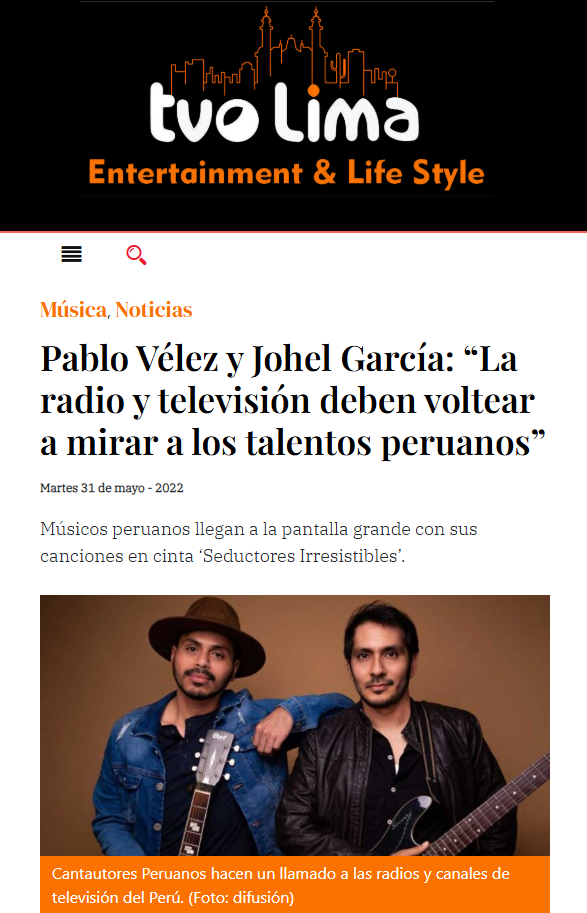 tvo Lima
Entertainment & Life Style
Música, Noticias
Pablo Vélez y Johel García: “La
radio y televisión deben voltear
a mirar a los talentos peruanos”
Martes 31 de mayo - 2022
Músicos peruanos llegan a la pantalla grande con sus
canciones en cinta ‘Seductores Irresistibles’.
Cort
Cantautores Peruanos hacen un llamado a las radios y canales de
televisión del Perú. (Foto: difusión)